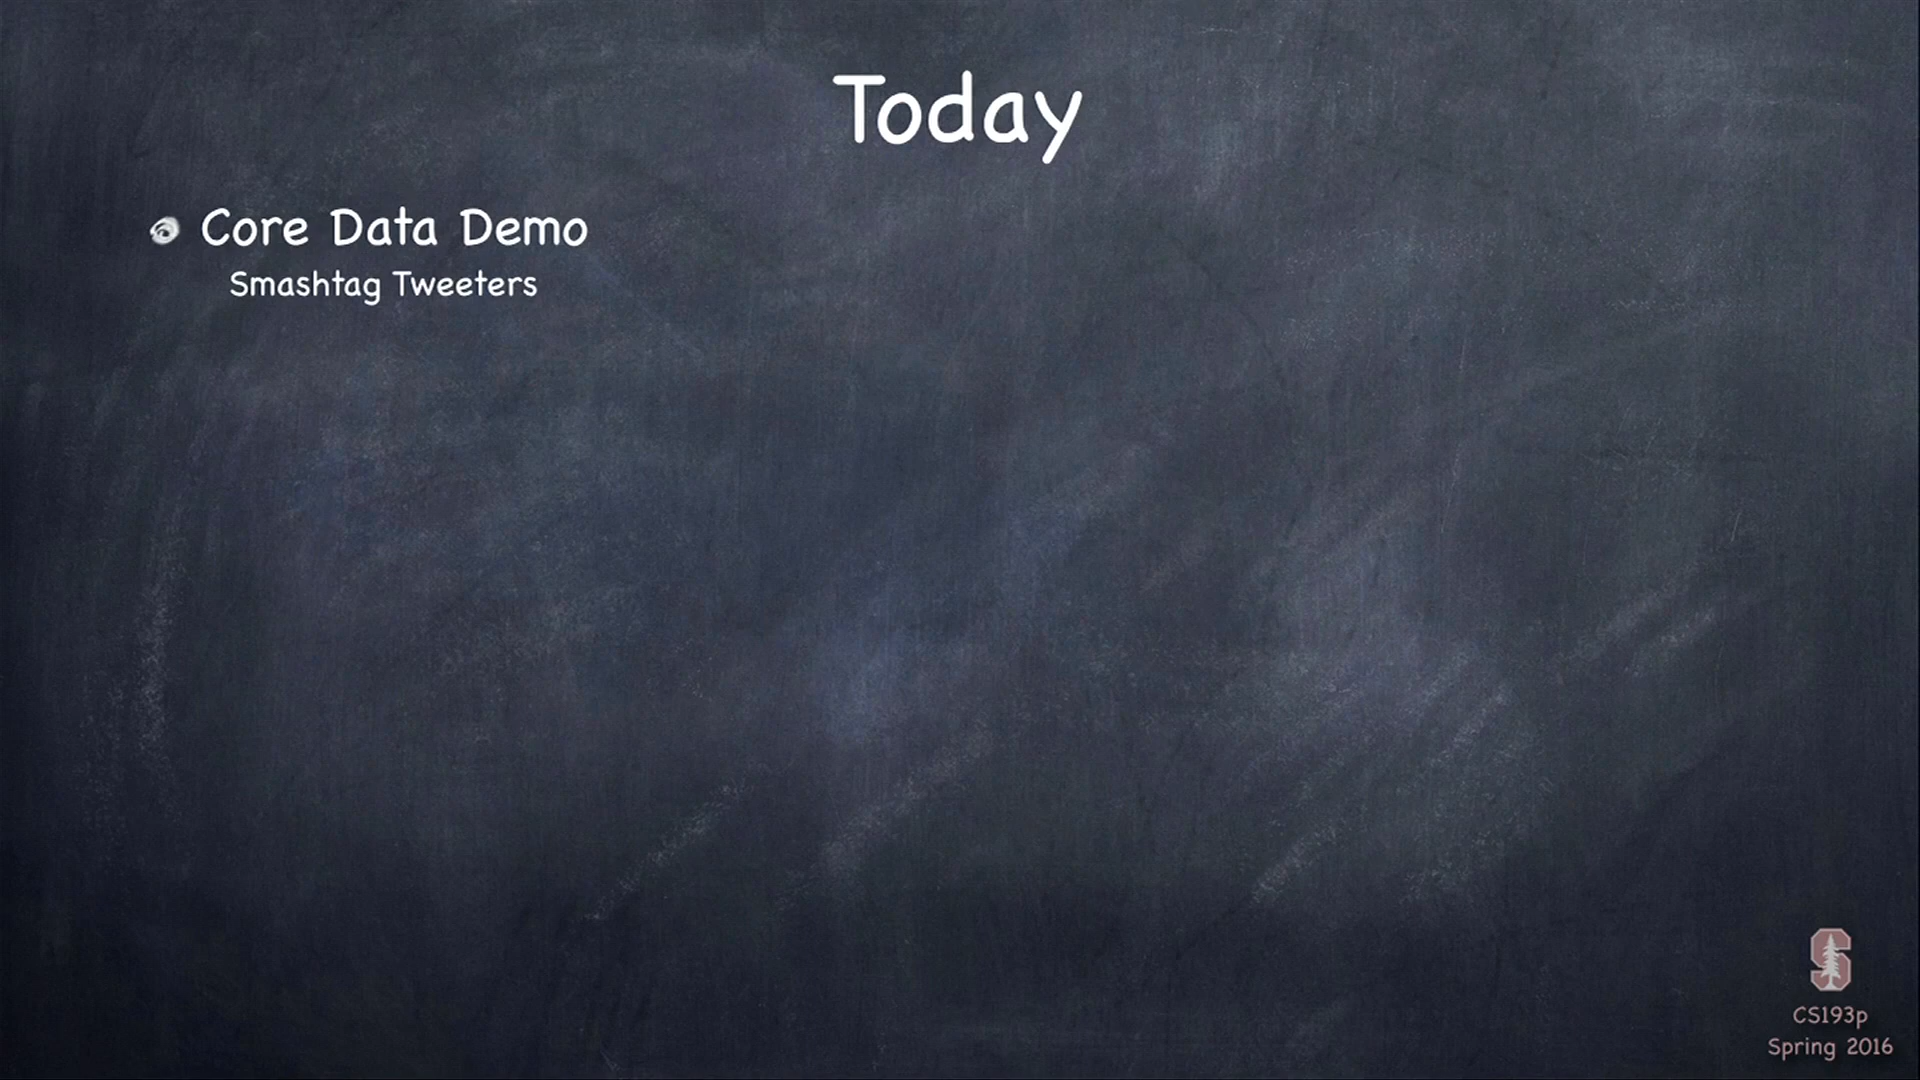 Today
Core Data Demo
Smashtag Tweeters
S
CS193p
Spring 2016